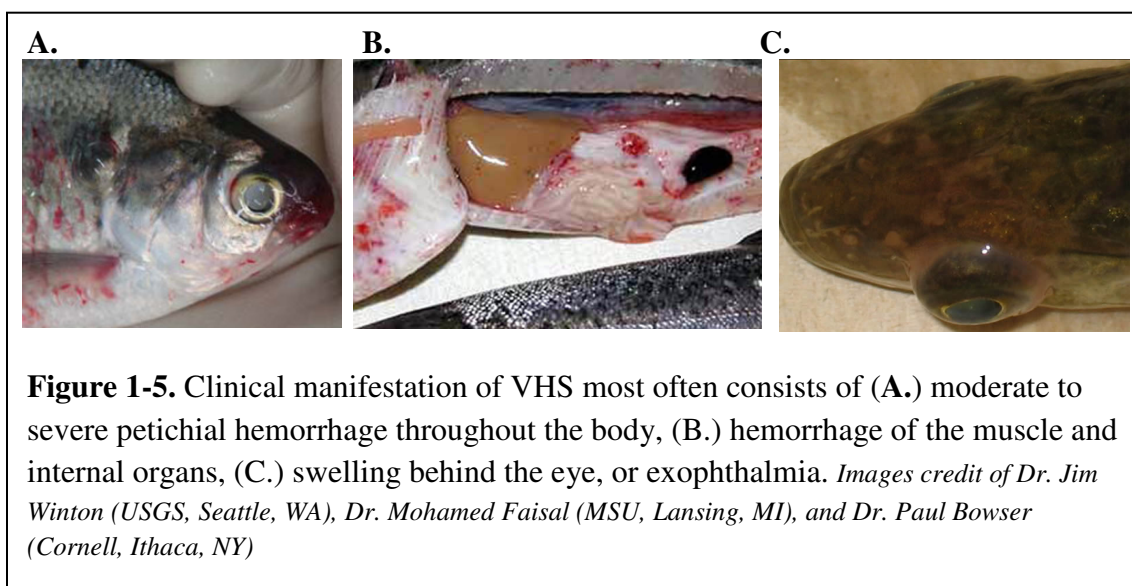 A. B. C.
Figure 1-5. Clinical manifestation of VHS most often consists of (A.) moderate to
severe petichial hemorrhage throughout the body, (B.) hemorrhage of the muscle and
internal organs, (C.) swelling behind the eye, or exophthalmia. Images credit of Dr. Jim
Winton (USGS, Seattle, WA), Dr. Mohamed Faisal (MSU, Lansing, MI), and Dr. Paul Bowser
(Cornell, Ithaca, NY)